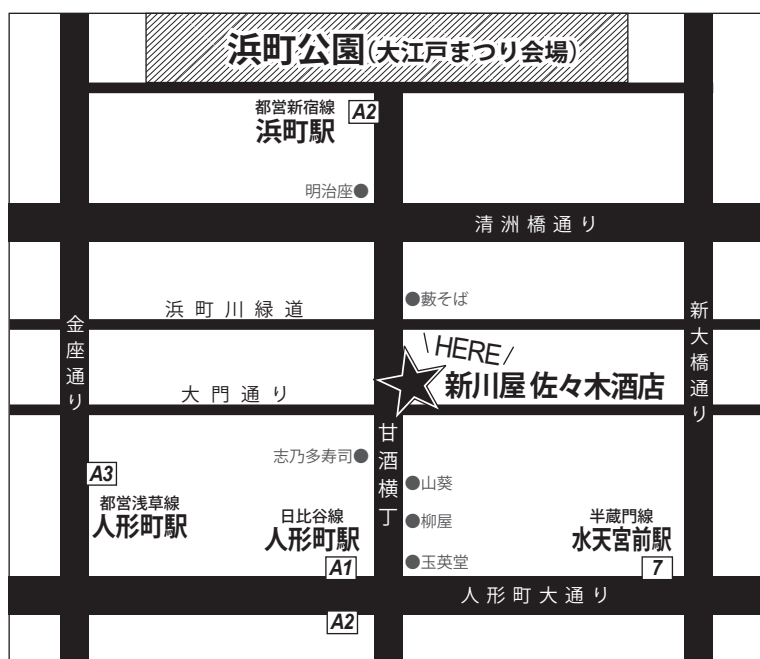 浜町公園(大江戸まつり会場)
都営新宿線
浜町駅
A2
明治座
清洲橋通り
藪そば
浜町川緑道
金座通り
新大橋通り
HERE
新川屋 佐々木酒店
大門通り
甘酒横丁
志乃多寿司
A3
都営浅草線
人形町駅
日比谷線
人形町駅
A1
山葵
柳屋
玉英堂
半蔵門線
水天宮前駅
7
人形町大通り
A2